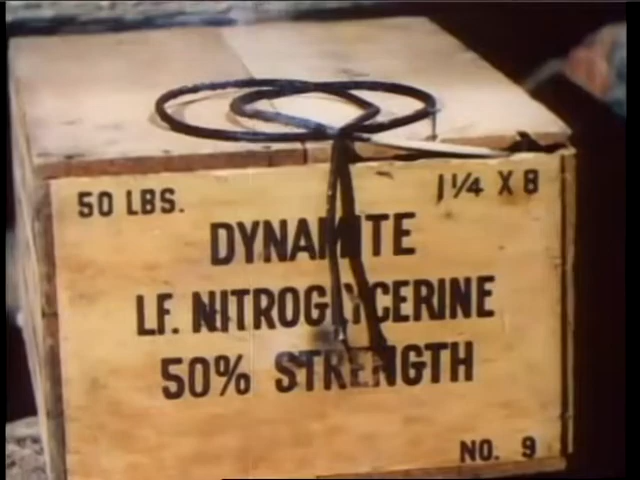 50 LBS. 1¼ X 8
DYNAMITE
LF. NITROGLYCERINE
50% STRENGTH
NO. 9